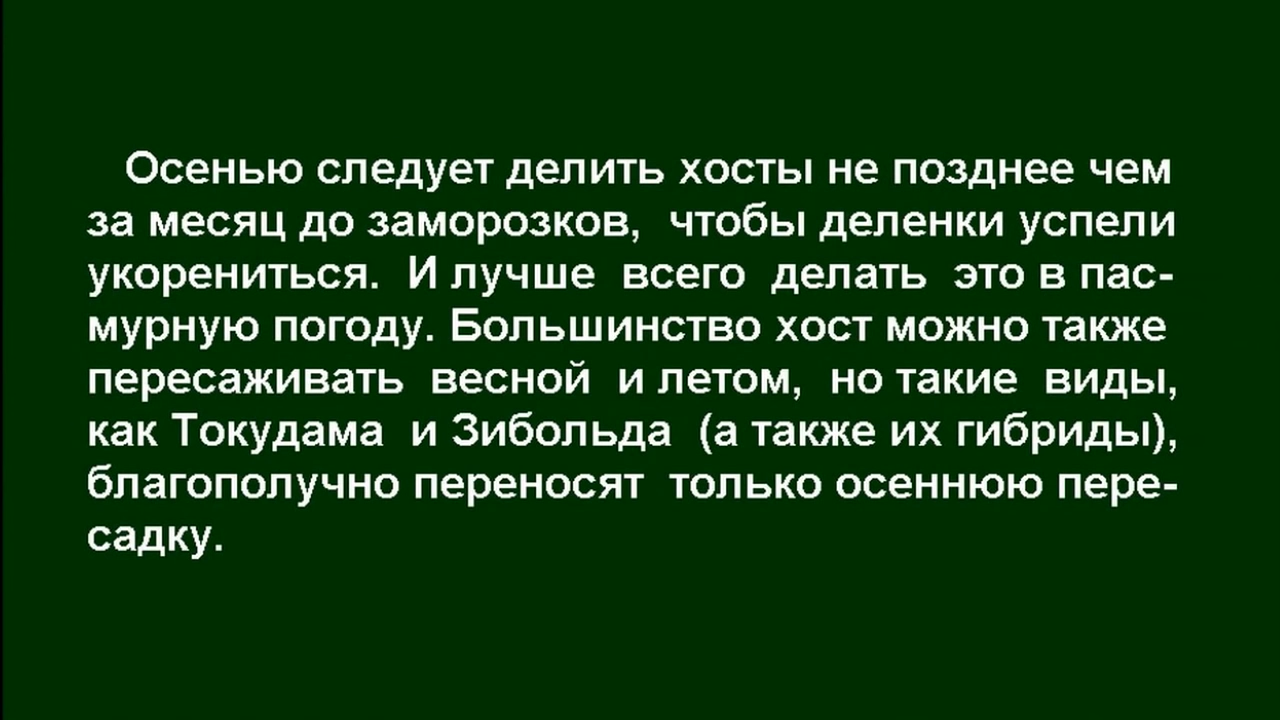 Осенью следует делить хосты не позднее чем
за месяц до заморозков, чтобы деленки успели
укорениться. И лучше всего делать это в пас-
мурную погоду. Большинство хост можно также
пересаживать весной и летом, но такие виды,
как Токудама и Зибольда (а также их гибриды),
благополучно переносят только осеннюю пере-
садку.